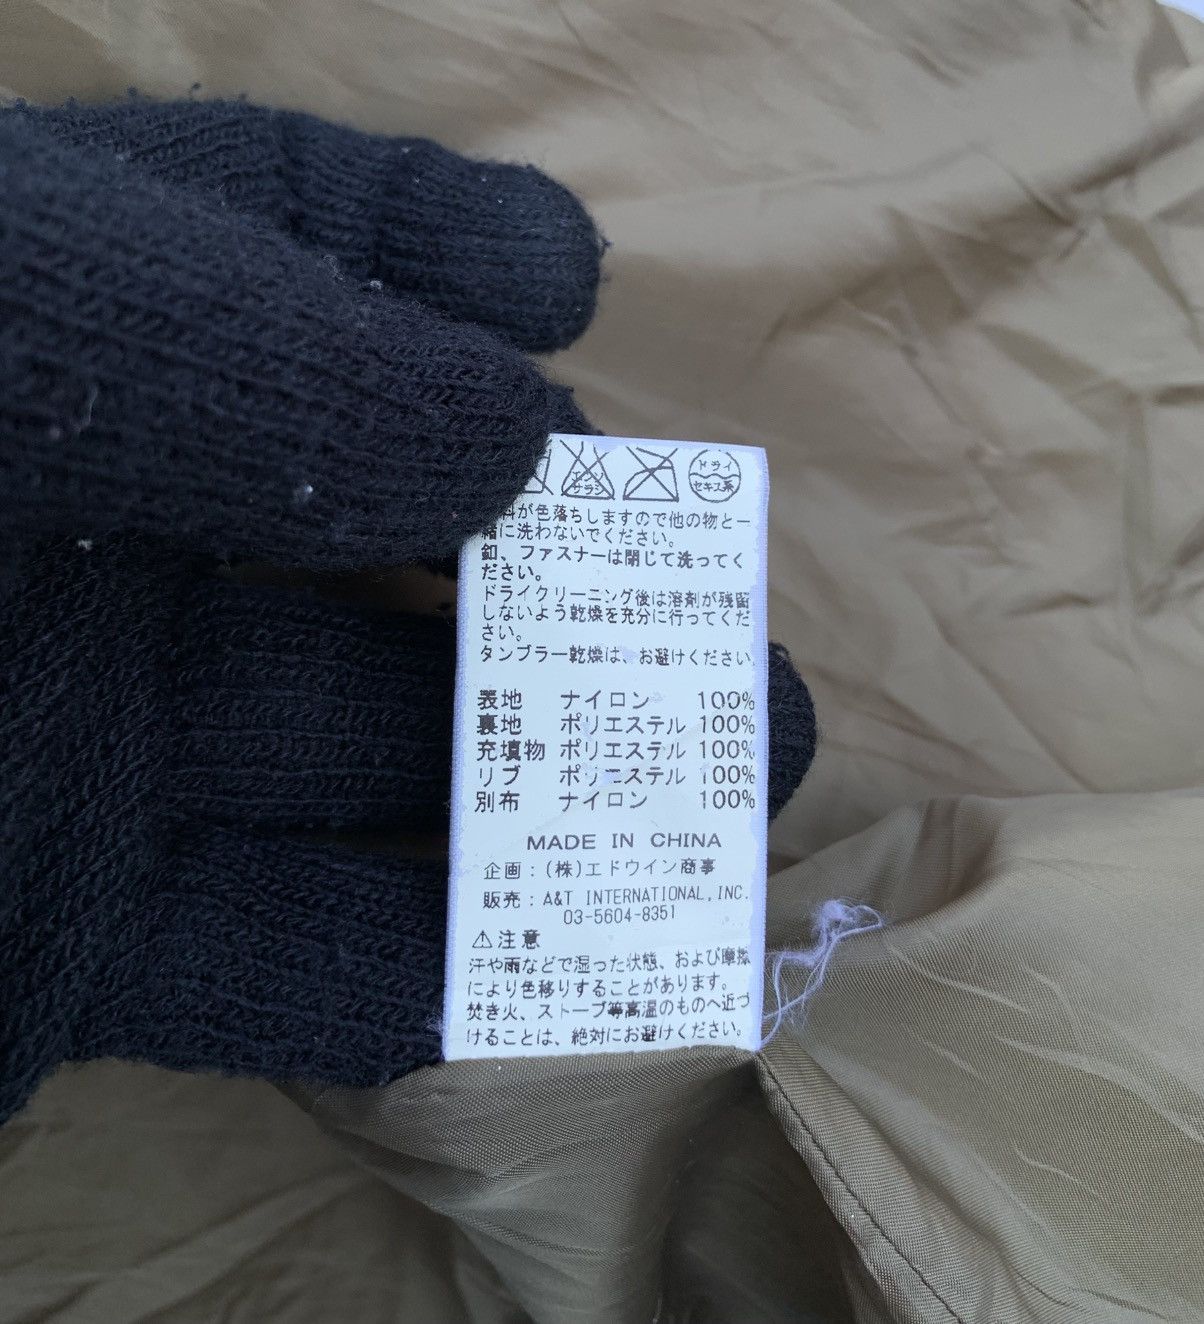 エンソ サラシ
ドライ
セキユ系
料が色落ちしますので他の物と一
緒に洗わないでください。
釦、ファスナーは閉じて洗ってく
ださい。
ドライクリーニング後は溶剤が残留
しないよう乾燥を充分に行ってくだ
さい。
タンブラー乾燥は、お避けください
表地 ナイロン 100%
裏地 ポリエステル 100%
充填物 ポリエステル 100%
リブ ポリエステル 100%
別布 ナイロン 100%
MADE IN CHINA
企画：(株)エドウイン商事
販売：A&T INTERNATIONAL,INC.
03-5604-8351
⚠注意
汗や雨などで湿った状態、および摩擦
により色移りすることがあります。
焚き火、ストーブ等高温のものへ近づ
けることは、絶対にお避けください。